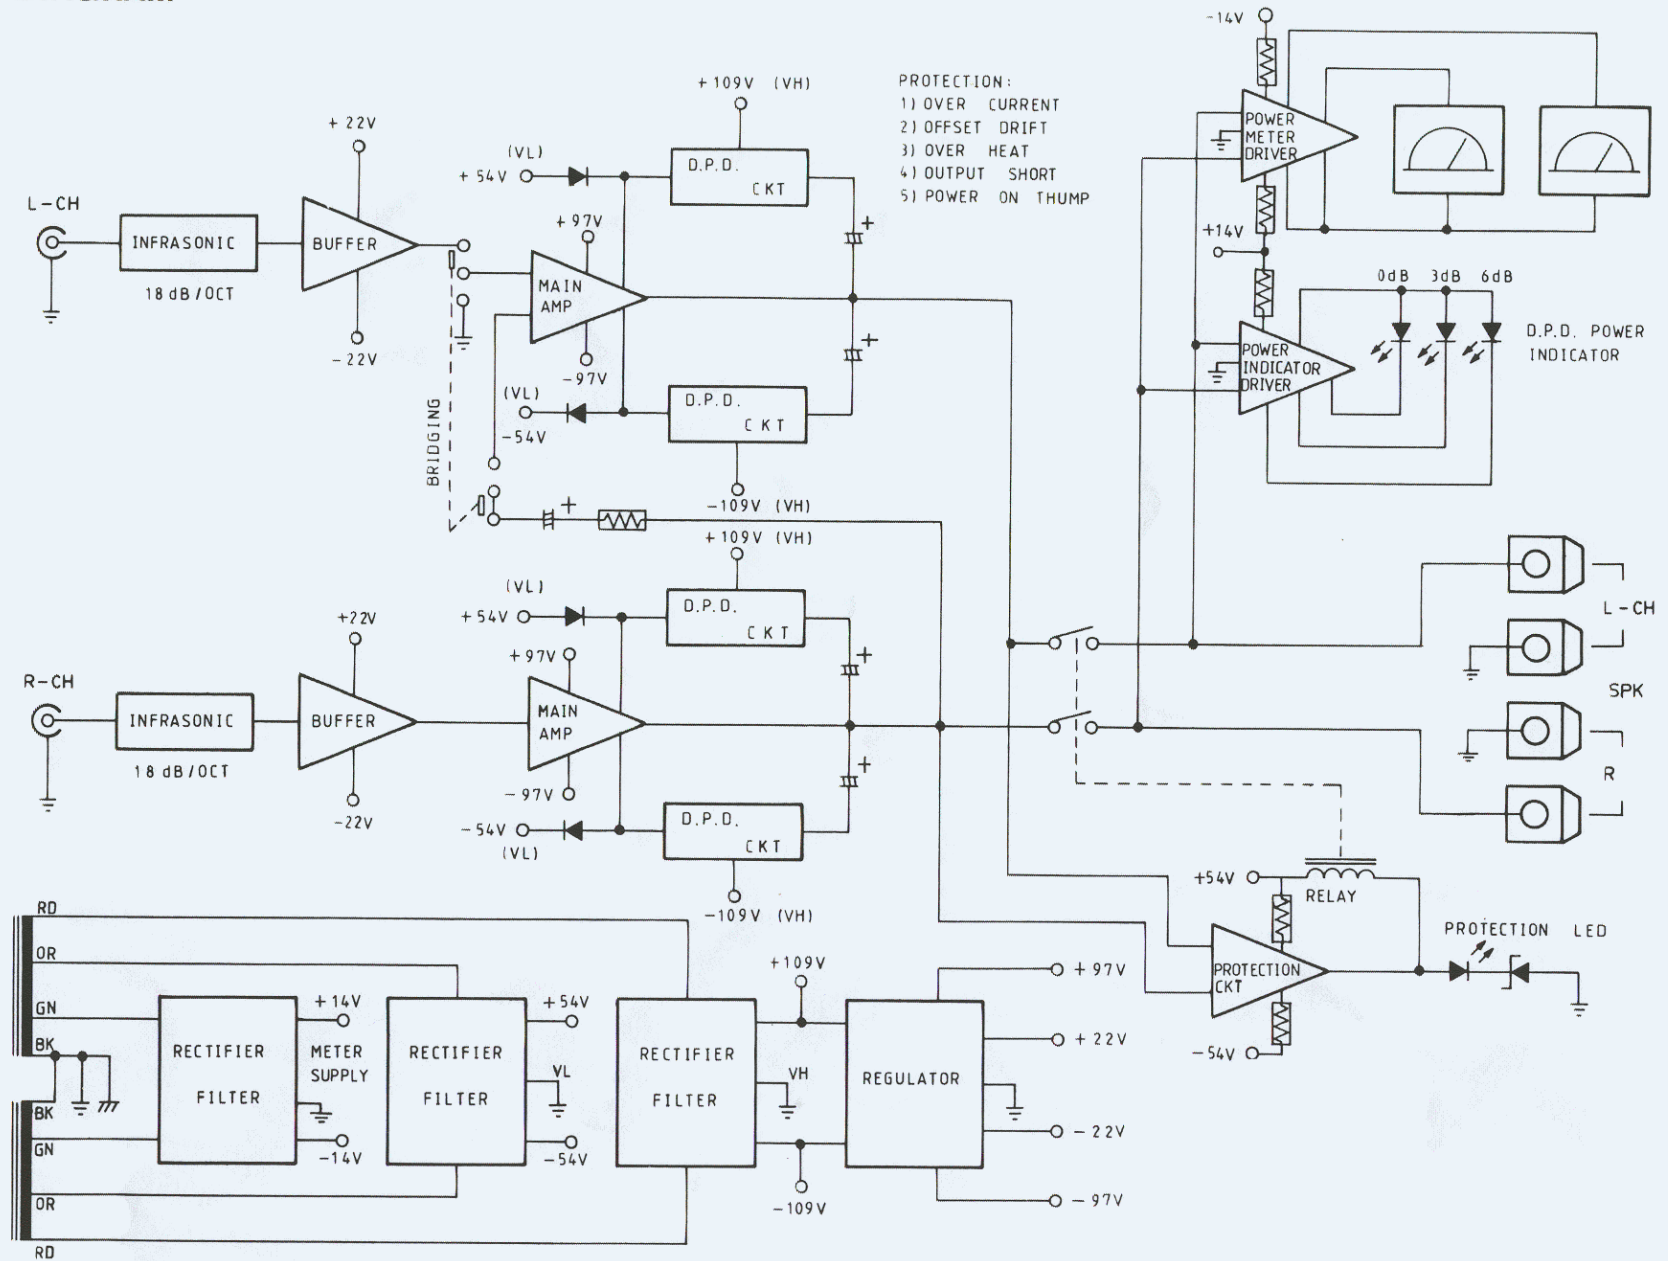 -14V
+109V (VH)
PROTECTION:
1) OVER CURRENT
2) OFFSET DRIFT
3) OVER HEAT
4) OUTPUT SHORT
5) POWER ON THUMP
POWER
METER
DRIVER
+22V
(VL)
+54V
D.P.D.
CKT
L-CH
INFRASONIC
18 dB/OCT
BUFFER
-22V
+97V
MAIN
AMP
-97V
+14V
0dB 3dB 6dB
POWER
INDICATOR
DRIVER
D.P.D. POWER
INDICATOR
(VL)
-54V
D.P.D.
CKT
BRIDGING
-109V (VH)
+109V (VH)
(VL)
+54V
D.P.D.
CKT
+22V
+97V
R-CH
INFRASONIC
18 dB/OCT
BUFFER
-22V
MAIN
AMP
-97V
-54V
(VL)
D.P.D.
CKT
-109V (VH)
L-CH
SPK
R
+54V
RELAY
PROTECTION LED
PROTECTION
CKT
-54V
RD
OR
GN
BK
BK
GN
OR
RD
RECTIFIER
FILTER
+14V
METER
SUPPLY
-14V
RECTIFIER
FILTER
+54V
VL
-54V
RECTIFIER
FILTER
+109V
VH
-109V
REGULATOR
+97V
+22V
-22V
-97V